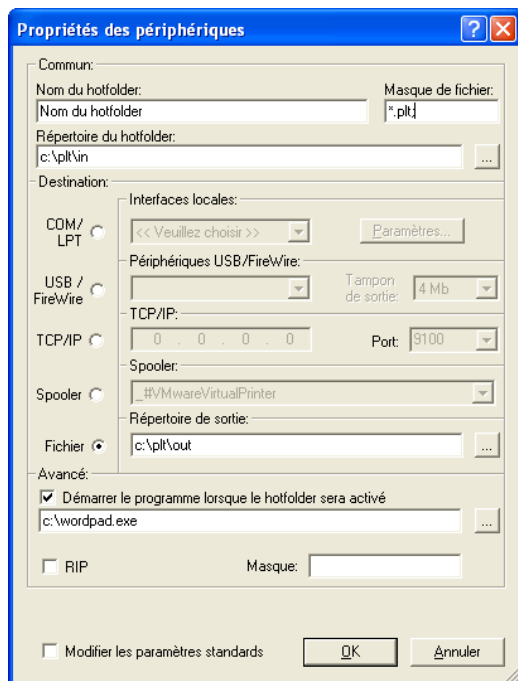 Propriétés des périphériques
Commun:
Nom du hotfolder: Masque de fichier:
Nom du hotfolder *.plt;
Répertoire du hotfolder:
c:\plt\in ...
Destination:
Interfaces locales:
COM/ LPT << Veuillez choisir >> Paramètres...
Périphériques USB/FireWire:
USB / FireWire Tampon de sortie: 4 Mb
TCP/IP:
TCP/IP 0 . 0 . 0 . 0 Port: 9100
Spooler:
Spooler _#VMwareVirtualPrinter
Répertoire de sortie:
Fichier c:\plt\out ...
Avancé:
Démarrer le programme lorsque le hotfolder sera activé
c:\wordpad.exe ...
RIP Masque:
Modifier les paramètres standards OK Annuler